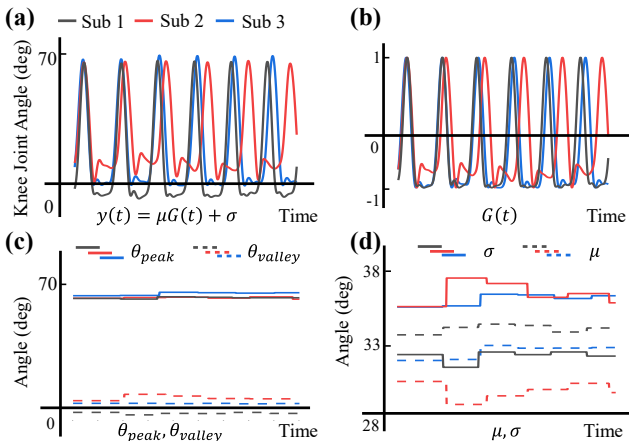 (a)
Sub 1
Sub 2
Sub 3
70
Knee Joint Angle (deg)
0
y(t) = μG(t) + σ
Time
(b)
1
0
-1
G(t)
Time
(c)
θ_peak
θ_valley
70
Angle (deg)
0
θ_peak, θ_valley
Time
(d)
σ
μ
38
Angle (deg)
33
28
μ, σ
Time